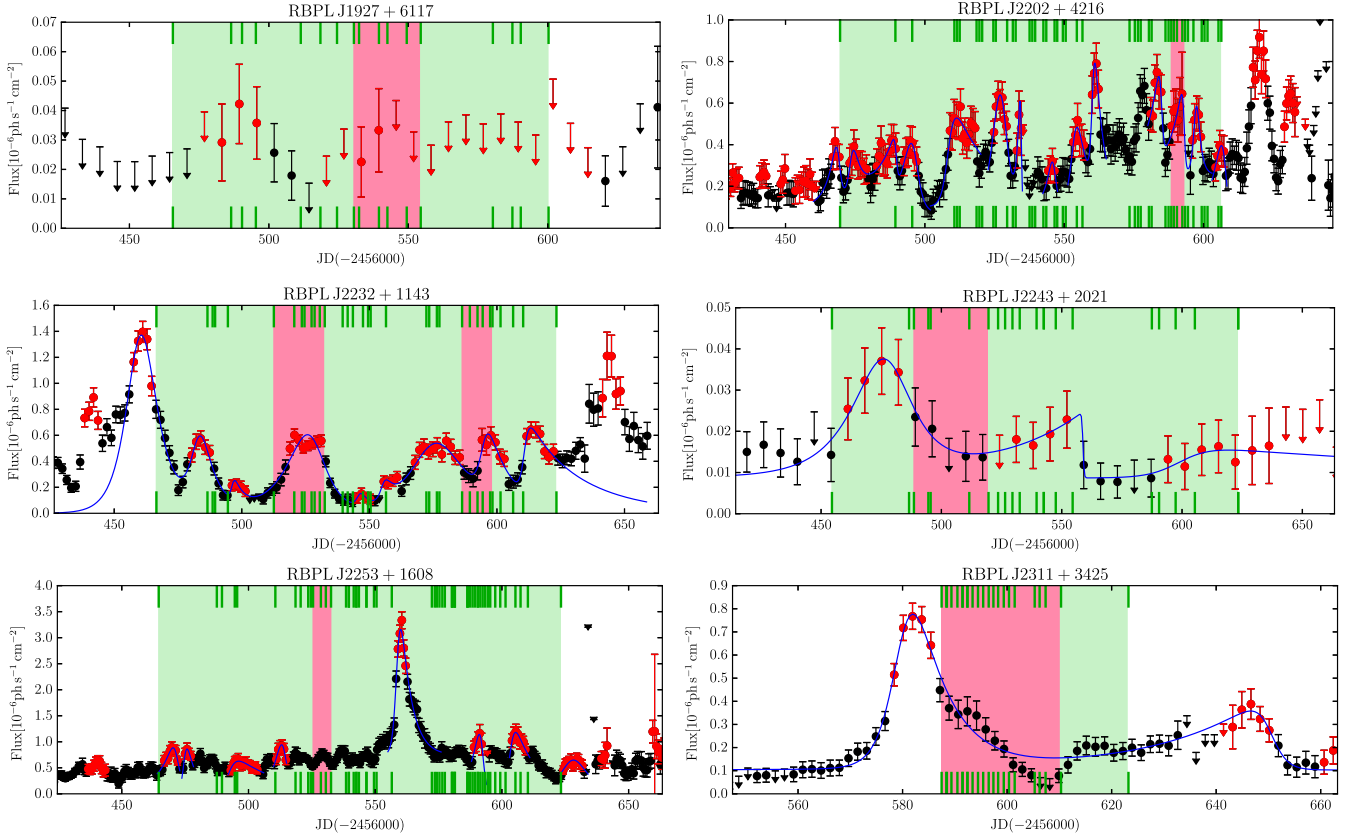 RBPL J1927 + 6117
0.07
0.06
0.05
0.04
0.03
0.02
0.01
0.00
Flux[10⁻⁶ph s⁻¹ cm⁻²]
450 500 550 600
JD(−2456000)
RBPL J2202 + 4216
1.0
0.8
0.6
0.4
0.2
0.0
Flux[10⁻⁶ph s⁻¹ cm⁻²]
450 500 550 600
JD(−2456000)
RBPL J2232 + 1143
1.6
1.4
1.2
1.0
0.8
0.6
0.4
0.2
0.0
Flux[10⁻⁶ph s⁻¹ cm⁻²]
450 500 550 600 650
JD(−2456000)
RBPL J2243 + 2021
0.05
0.04
0.03
0.02
0.01
0.00
Flux[10⁻⁶ph s⁻¹ cm⁻²]
450 500 550 600 650
JD(−2456000)
RBPL J2253 + 1608
4.0
3.5
3.0
2.5
2.0
1.5
1.0
0.5
0.0
Flux[10⁻⁶ph s⁻¹ cm⁻²]
450 500 550 600 650
JD(−2456000)
RBPL J2311 + 3425
0.9
0.8
0.7
0.6
0.5
0.4
0.3
0.2
0.1
0.0
Flux[10⁻⁶ph s⁻¹ cm⁻²]
560 580 600 620 640 660
JD(−2456000)